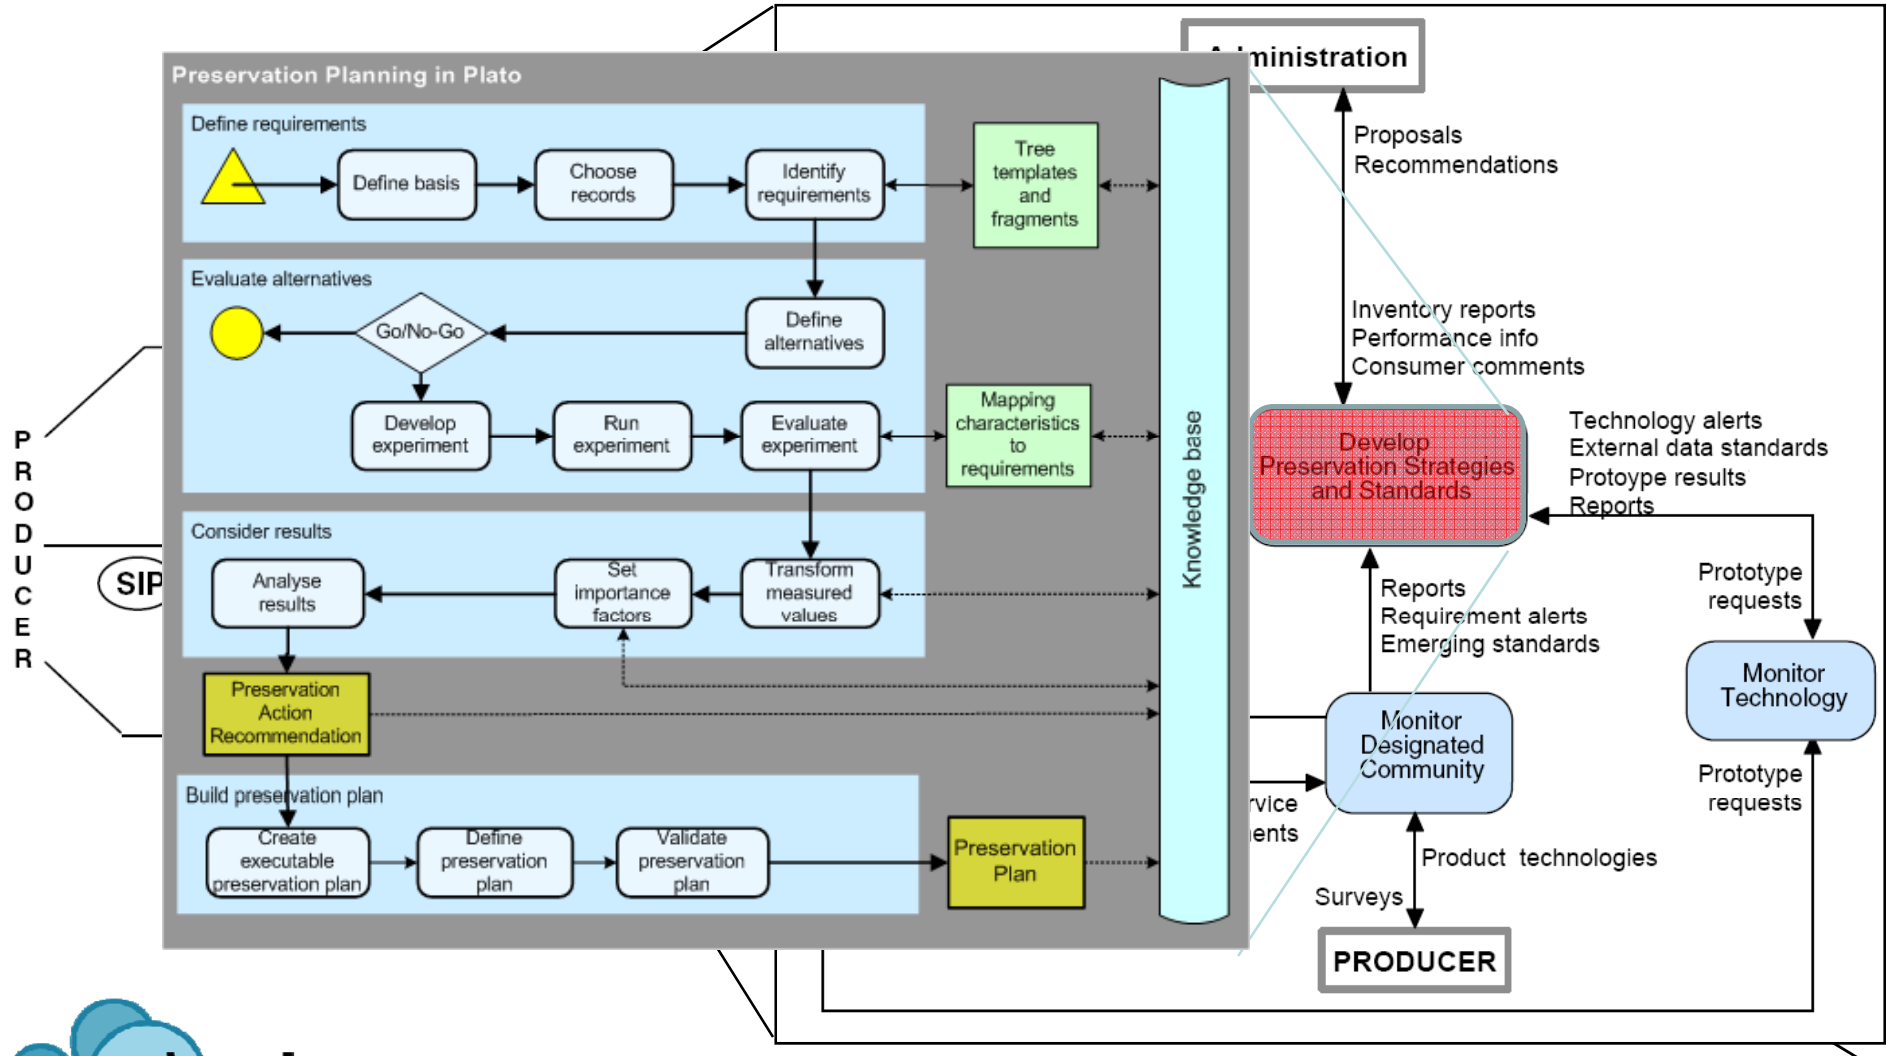 Administration
Preservation Planning in Plato
Define requirements
Define basis
Choose
records
Identify
requirements
Tree
templates
and
fragments
Evaluate alternatives
Go/No-Go
Define
alternatives
Develop
experiment
Run
experiment
Evaluate
experiment
Mapping
characteristics
to
requirements
Consider results
Analyse
results
Set
importance
factors
Transform
measured
values
Preservation
Action
Recommendation
Build preservation plan
Create
executable
preservation plan
Define
preservation
plan
Validate
preservation
plan
Preservation
Plan
Knowledge base
PRODUCER
SIP
Proposals
Recommendations
Inventory reports
Performance info
Consumer comments
Develop
Preservation Strategies
and Standards
Technology alerts
External data standards
Protoype results
Reports
Prototype
requests
Reports
Requirement alerts
Emerging standards
Monitor
Technology
Monitor
Designated
Community
Prototype
requests
Product technologies
Surveys
PRODUCER